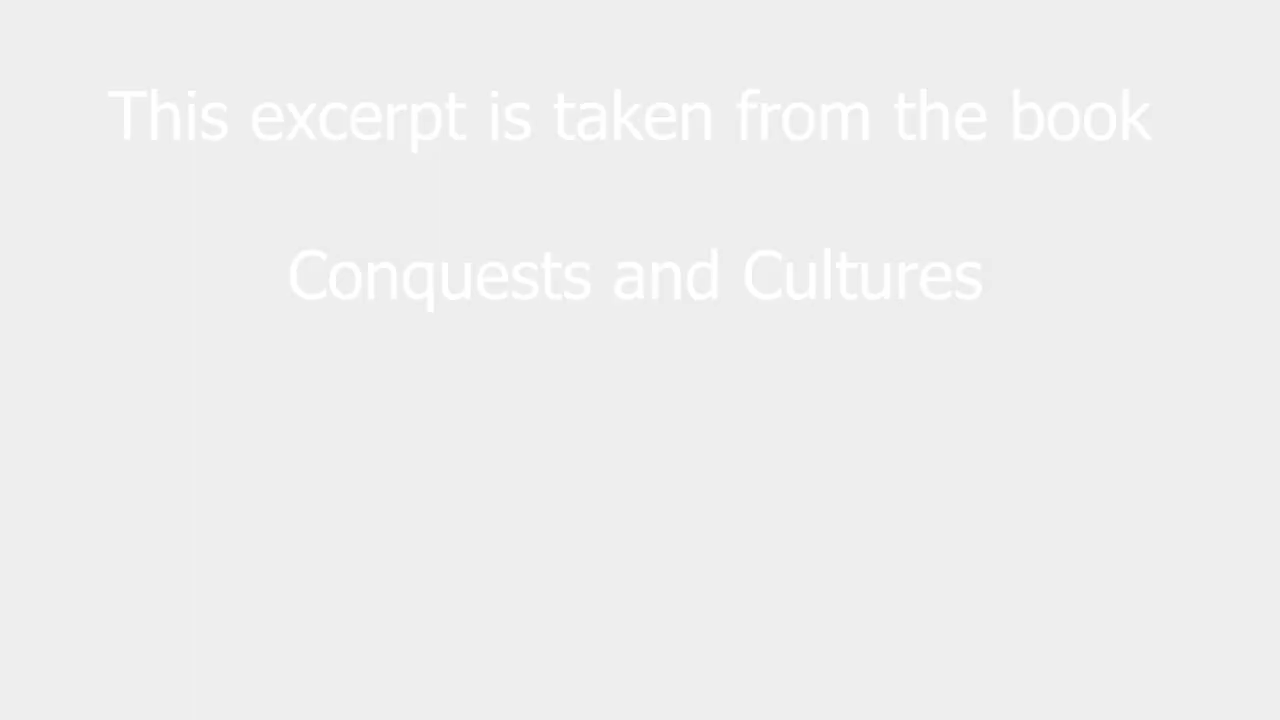 This excerpt is taken from the book
Conquests and Cultures